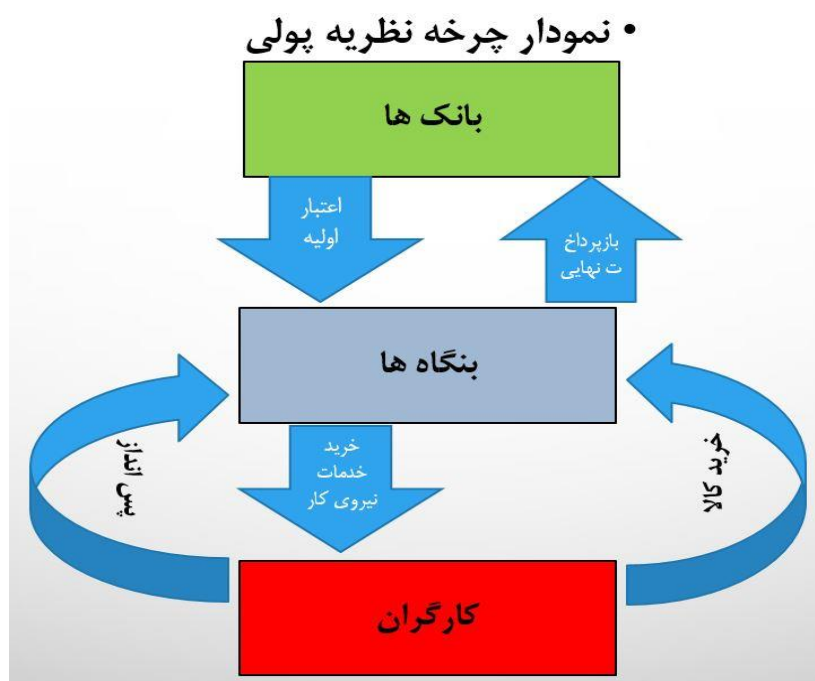 • نمودار چرخه نظریه پولی
بانک ها
اعتبار
اولیه
بازپرداخ
ت نهایی
بنگاه ها
خرید
خدمات
نیروی کار
پس انداز
خرید کالا
کارگران